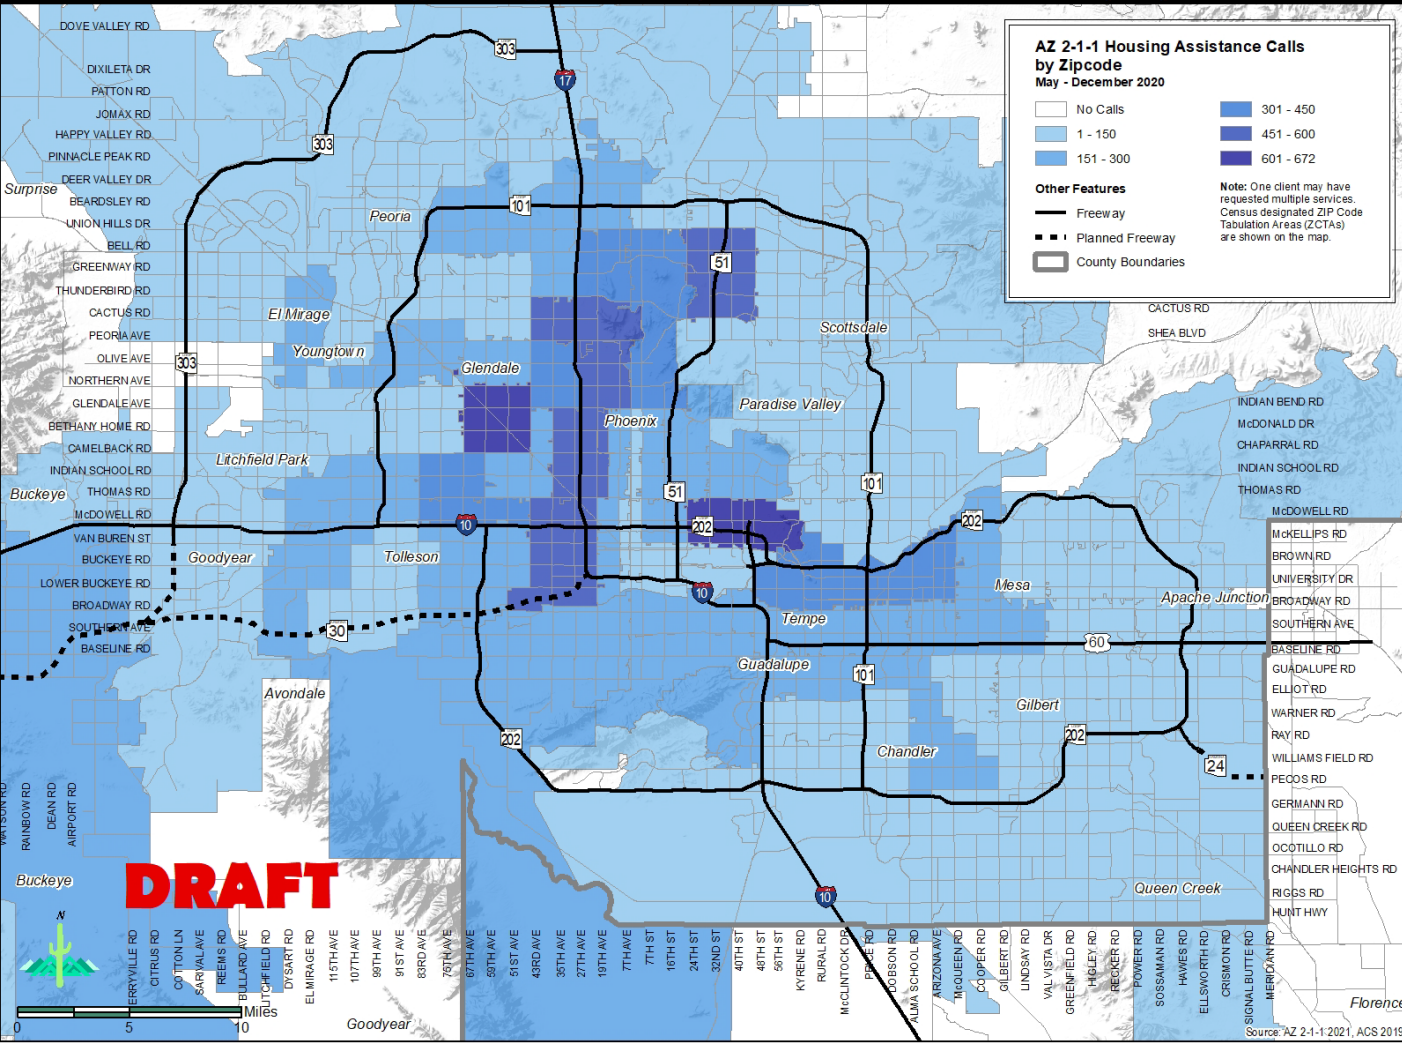 AZ 2-1-1 Housing Assistance Calls
by Zipcode
May - December 2020
No Calls
1 - 150
151 - 300
301 - 450
451 - 600
601 - 672
Other Features
Freeway
Planned Freeway
County Boundaries
Note: One client may have
requested multiple services.
Census designated ZIP Code
Tabulation Areas (ZCTAs)
are shown on the map.
DOVE VALLEY RD
DIXILETA DR
PATTON RD
JOMAX RD
HAPPY VALLEY RD
PINNACLE PEAK RD
DEER VALLEY DR
BEARDSLEY RD
UNION HILLS DR
BELL RD
GREENWAY RD
THUNDERBIRD RD
CACTUS RD
PEORIA AVE
OLIVE AVE
NORTHERN AVE
GLENDALE AVE
BETHANY HOME RD
CAMELBACK RD
INDIAN SCHOOL RD
THOMAS RD
McDOWELL RD
VAN BUREN ST
BUCKEYE RD
LOWER BUCKEYE RD
BROADWAY RD
SOUTHERN AVE
BASELINE RD
Surprise
Peoria
El Mirage
Youngtown
Glendale
Scottsdale
Phoenix
Paradise Valley
Litchfield Park
Buckeye
Goodyear
Tolleson
Mesa
Apache Junction
Tempe
Guadalupe
Avondale
Gilbert
Chandler
Queen Creek
Buckeye
Goodyear
Florence
303
17
303
101
51
303
101
51
202
10
202
10
30
60
101
202
202
24
10
CACTUS RD
SHEA BLVD
INDIAN BEND RD
McDONALD DR
CHAPARRAL RD
INDIAN SCHOOL RD
THOMAS RD
McDOWELL RD
McKELLIPS RD
BROWN RD
UNIVERSITY DR
BROADWAY RD
SOUTHERN AVE
BASELINE RD
GUADALUPE RD
ELLIOT RD
WARNER RD
RAY RD
WILLIAMS FIELD RD
PECOS RD
GERMANN RD
QUEEN CREEK RD
OCOTILLO RD
CHANDLER HEIGHTS RD
RIGGS RD
HUNT HWY
WATSON RD
RAINBOW RD
DEAN RD
AIRPORT RD
DRAFT
N
0
5
10
Miles
ERRYVILLE RD
CITRUS RD
COTTON LN
SARIVAL AVE
REEMS RD
BULLARD AVE
LITCHFIELD RD
DYSART RD
EL MIRAGE RD
115TH AVE
107TH AVE
99TH AVE
91ST AVE
83RD AVE
75TH AVE
67TH AVE
59TH AVE
51ST AVE
43RD AVE
35TH AVE
27TH AVE
19TH AVE
7TH AVE
7TH ST
16TH ST
24TH ST
32ND ST
40TH ST
48TH ST
56TH ST
KYRENE RD
RURAL RD
McCLINTOCK DR
PRICE RD
DOBSON RD
ALMA SCHOOL RD
ARIZONA AVE
McQUEEN RD
COOPER RD
GILBERT RD
LINDSAY RD
VAL VISTA DR
GREENFIELD RD
HIGLEY RD
RECKER RD
POWER RD
SOSSAMAN RD
HAWES RD
ELLSWORTH RD
CRISMON RD
SIGNAL BUTTE RD
MERIDIAN RD
Source: AZ 2-1-1 2021, ACS 2019